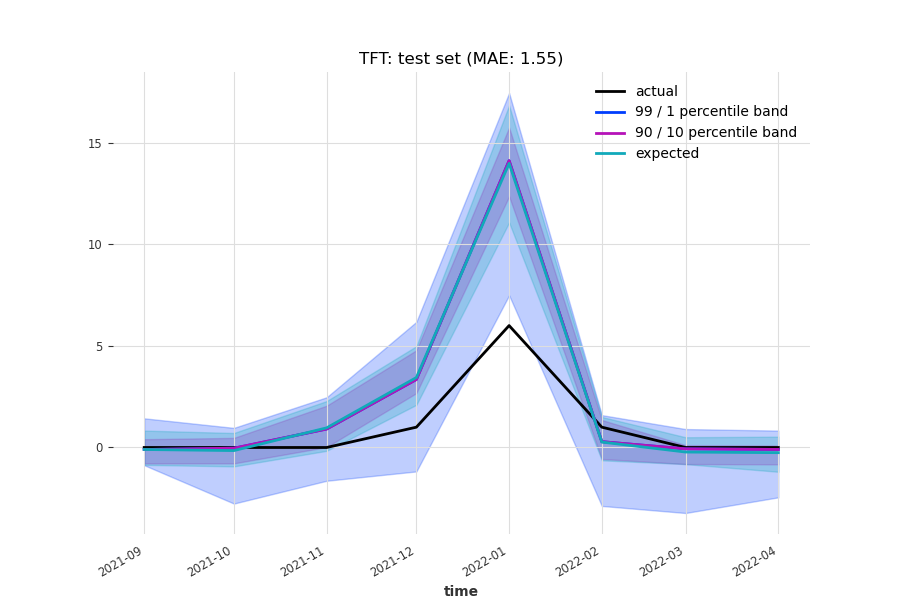 TFT: test set (MAE: 1.55)
actual
99 / 1 percentile band
90 / 10 percentile band
expected
15
10
5
0
2021-09
2021-10
2021-11
2021-12
2022-01
2022-02
2022-03
2022-04
time